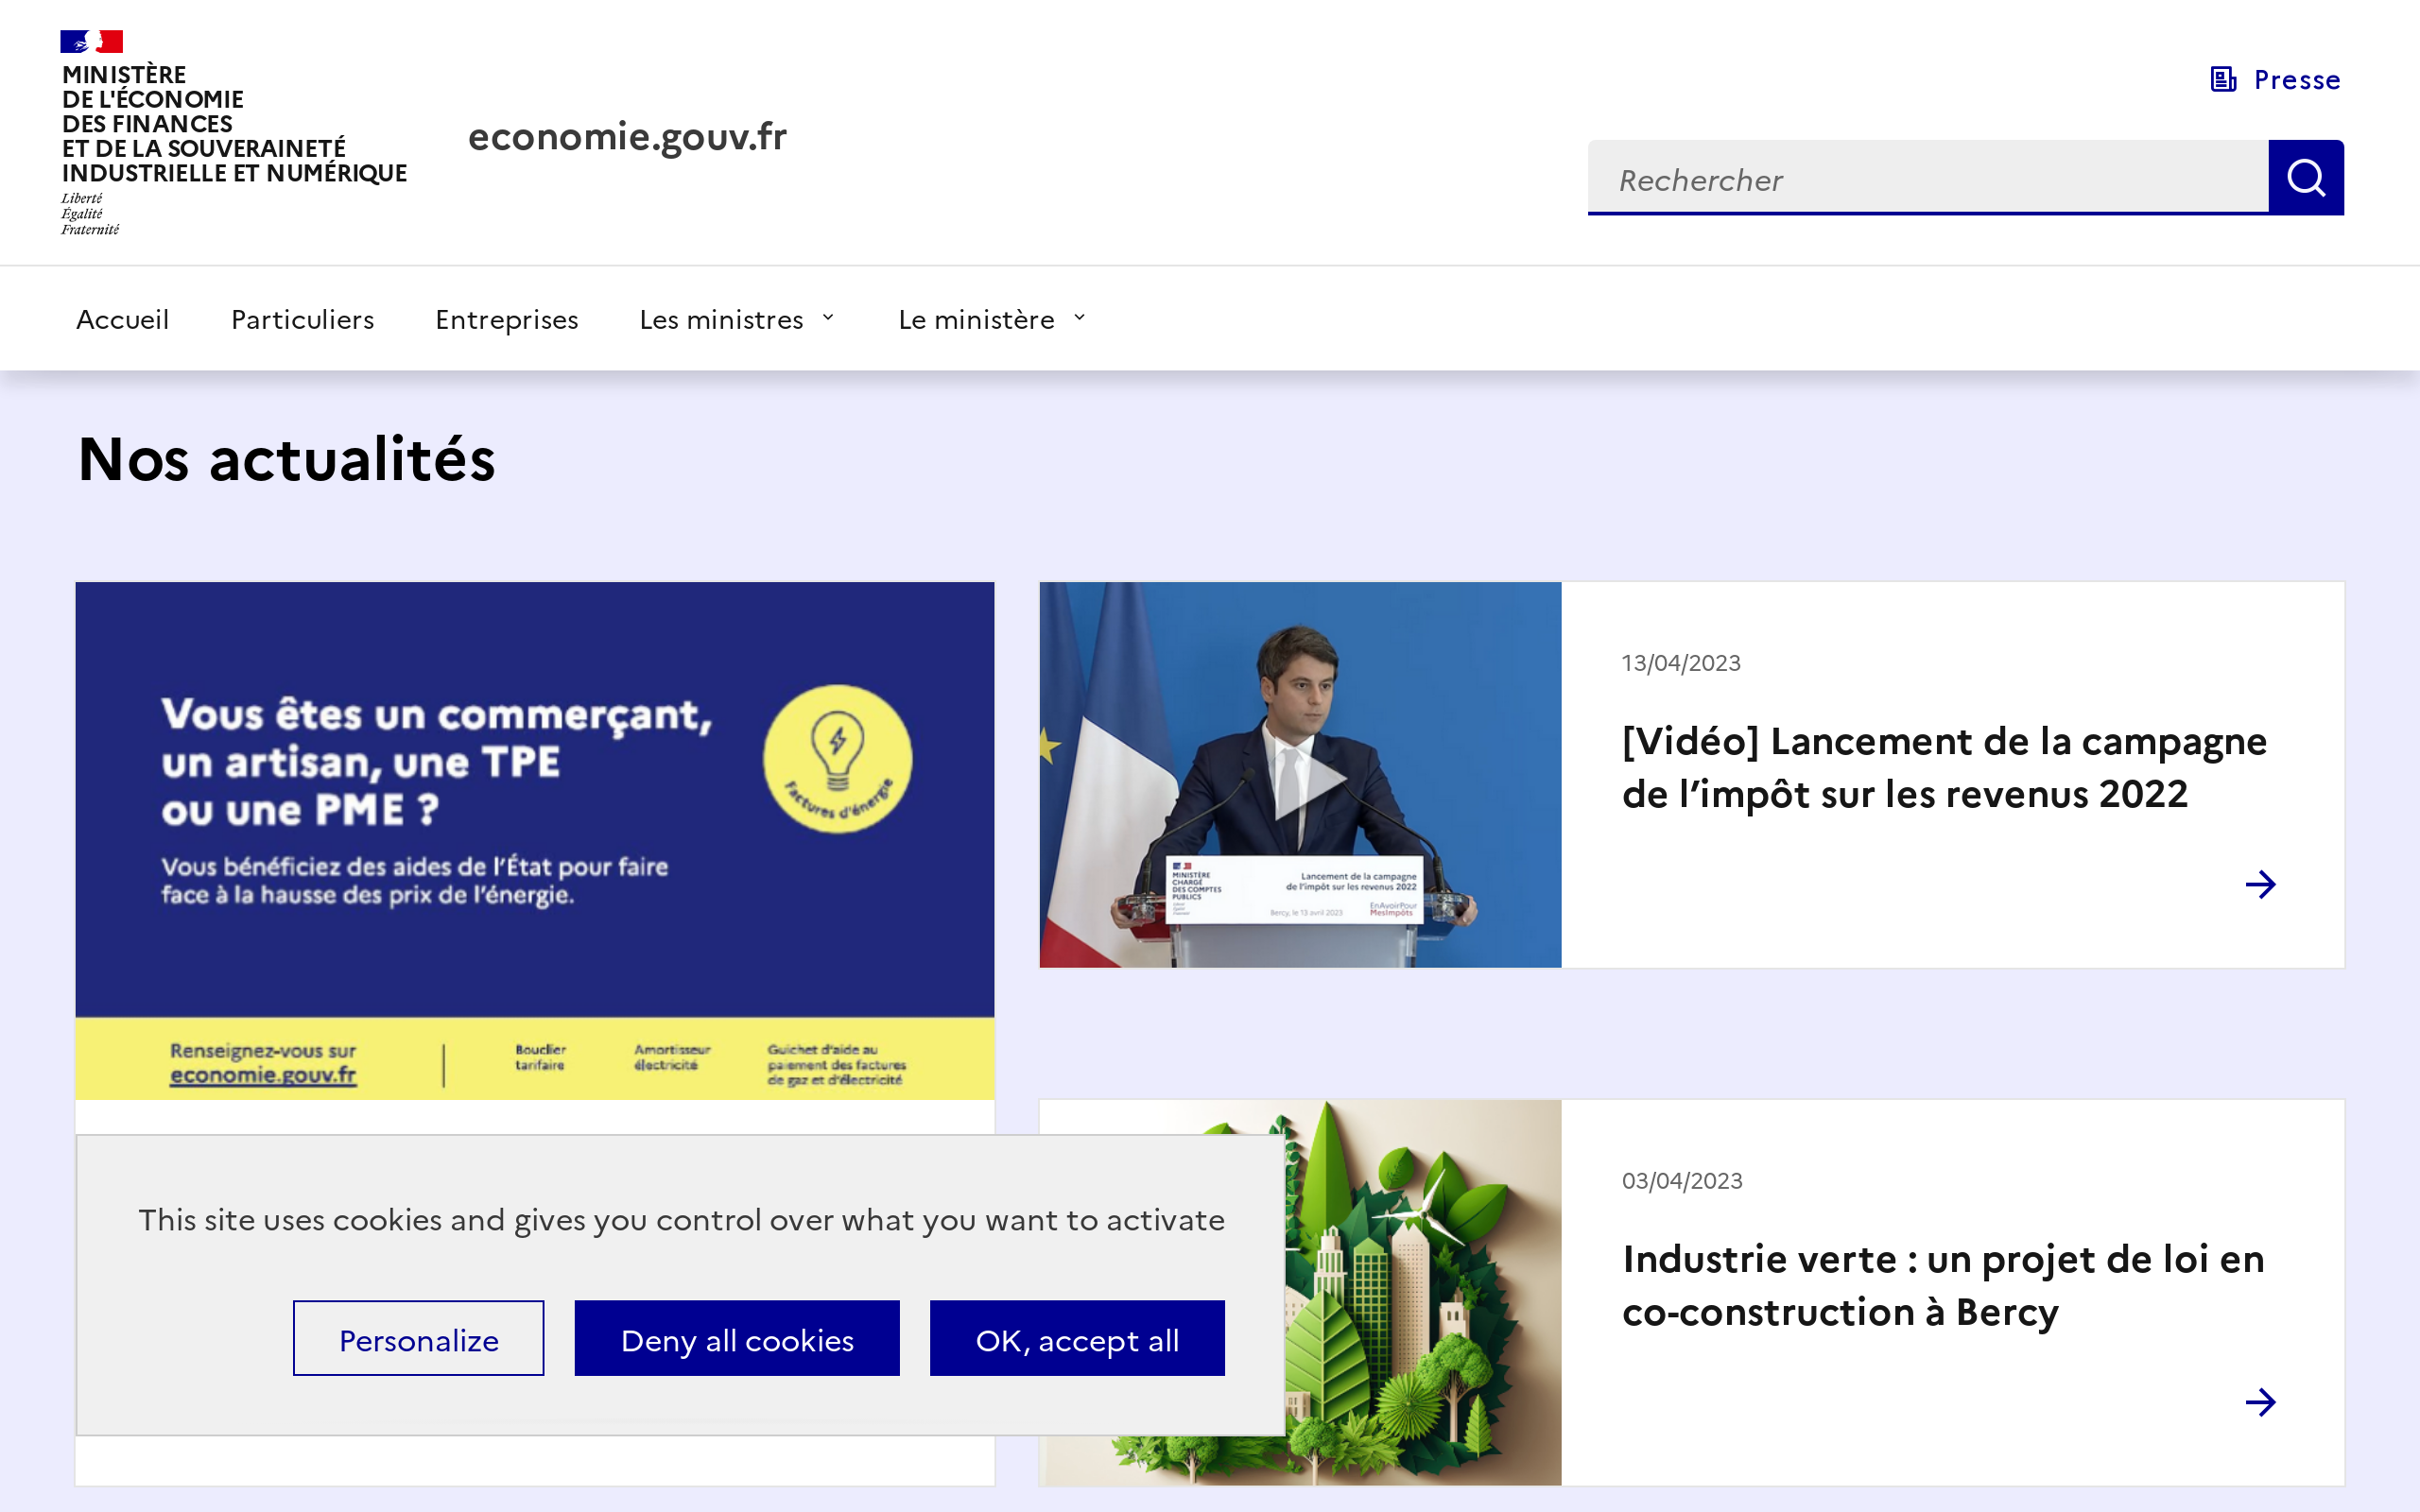 MINISTÈRE
DE L'ÉCONOMIE
DES FINANCES
ET DE LA SOUVERAINETÉ
INDUSTRIELLE ET NUMÉRIQUE
Liberté
Égalité
Fraternité
economie.gouv.fr
Presse
Rechercher
Accueil Particuliers Entreprises Les ministres Le ministère
Nos actualités
Vous êtes un commerçant,
un artisan, une TPE
ou une PME ?
Factures d'énergie
Vous bénéficiez des aides de l'État pour faire
face à la hausse des prix de l'énergie.
Renseignez-vous sur
economie.gouv.fr
Bouclier
tarifaire
Amortisseur
électricité
Guichet d'aide au
paiement des factures
de gaz et d'électricité
MINISTÈRE
CHARGÉ
DES COMPTES
PUBLICS
Lancement de la campagne
de l'impôt sur les revenus 2022
Bercy, le 13 avril 2023
EnAvoirPour
MesImpôts
13/04/2023
[Vidéo] Lancement de la campagne
de l’impôt sur les revenus 2022
03/04/2023
Industrie verte : un projet de loi en
co-construction à Bercy
This site uses cookies and gives you control over what you want to activate
Personalize Deny all cookies OK, accept all